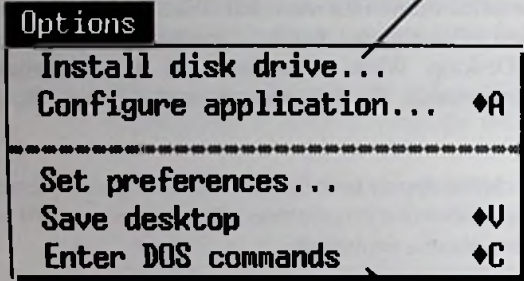 Options
Install disk drive...
Configure application... ♦A
Set preferences...
Save desktop ♦V
Enter DOS commands ♦C